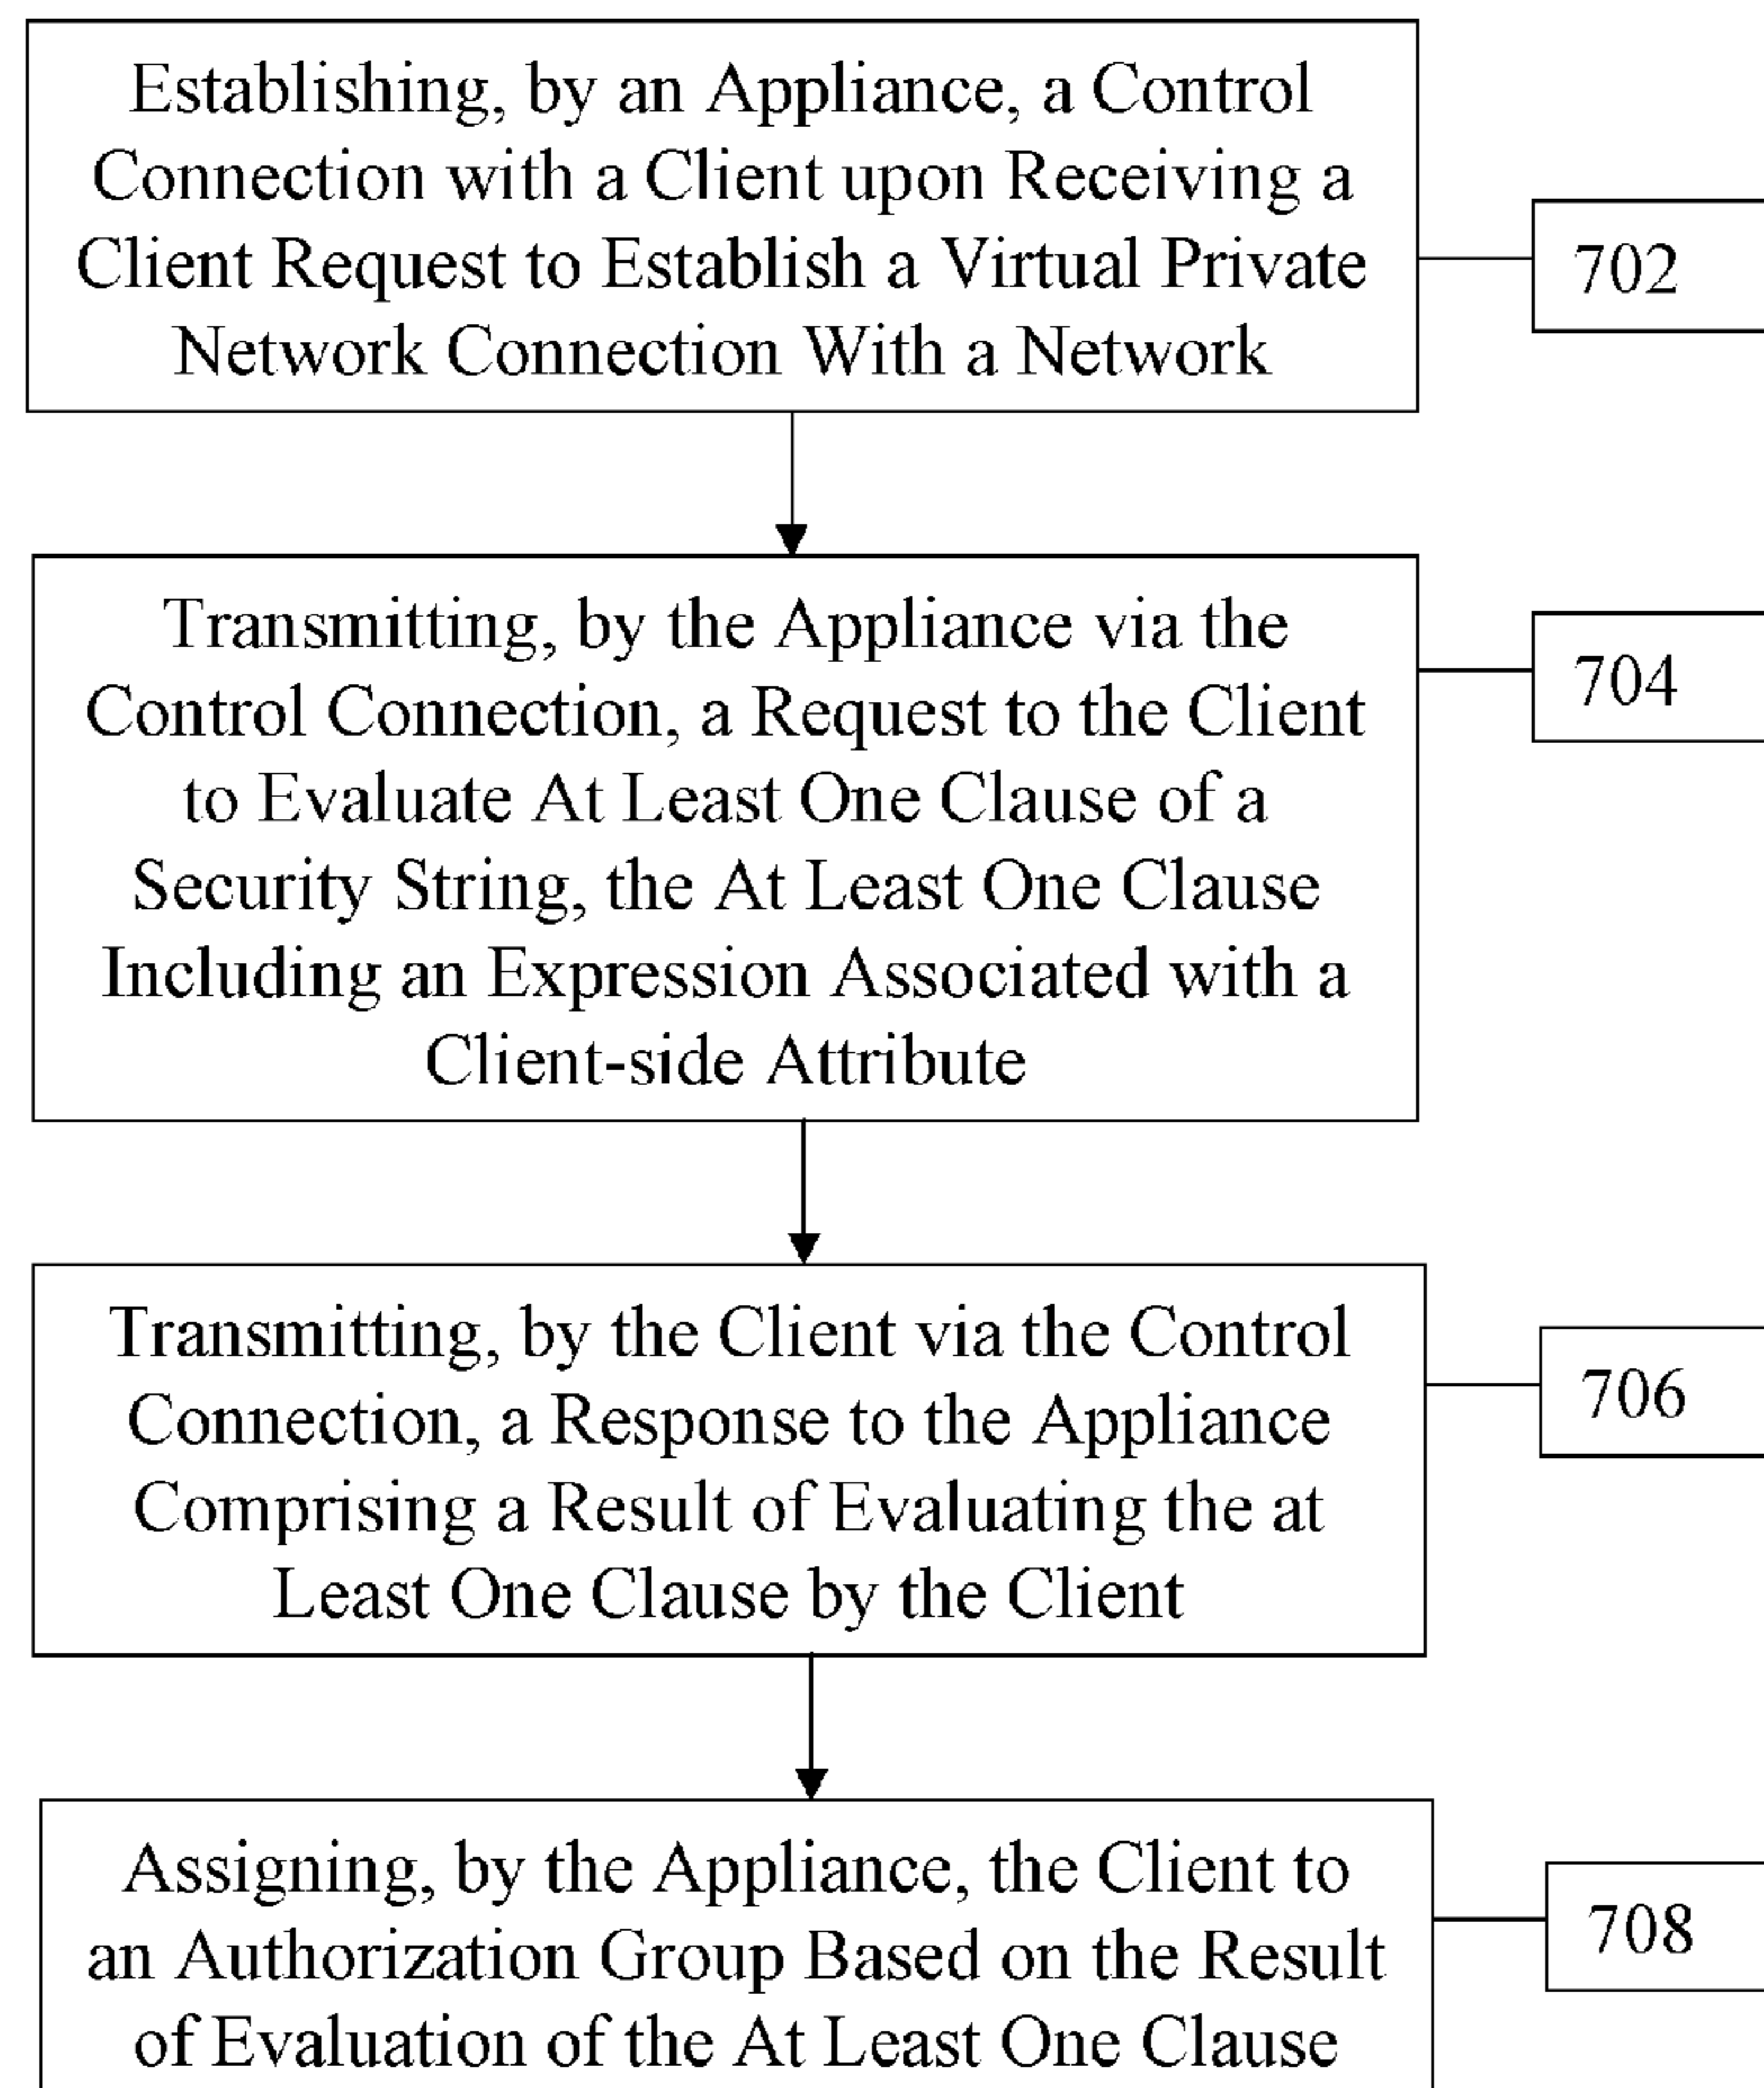 Establishing, by an Appliance, a Control
Connection with a Client upon Receiving a
Client Request to Establish a Virtual Private
Network Connection With a Network
702
Transmitting, by the Appliance via the
Control Connection, a Request to the Client
to Evaluate At Least One Clause of a
Security String, the At Least One Clause
Including an Expression Associated with a
Client-side Attribute
704
Transmitting, by the Client via the Control
Connection, a Response to the Appliance
Comprising a Result of Evaluating the at
Least One Clause by the Client
706
Assigning, by the Appliance, the Client to
an Authorization Group Based on the Result
of Evaluation of the At Least One Clause
708